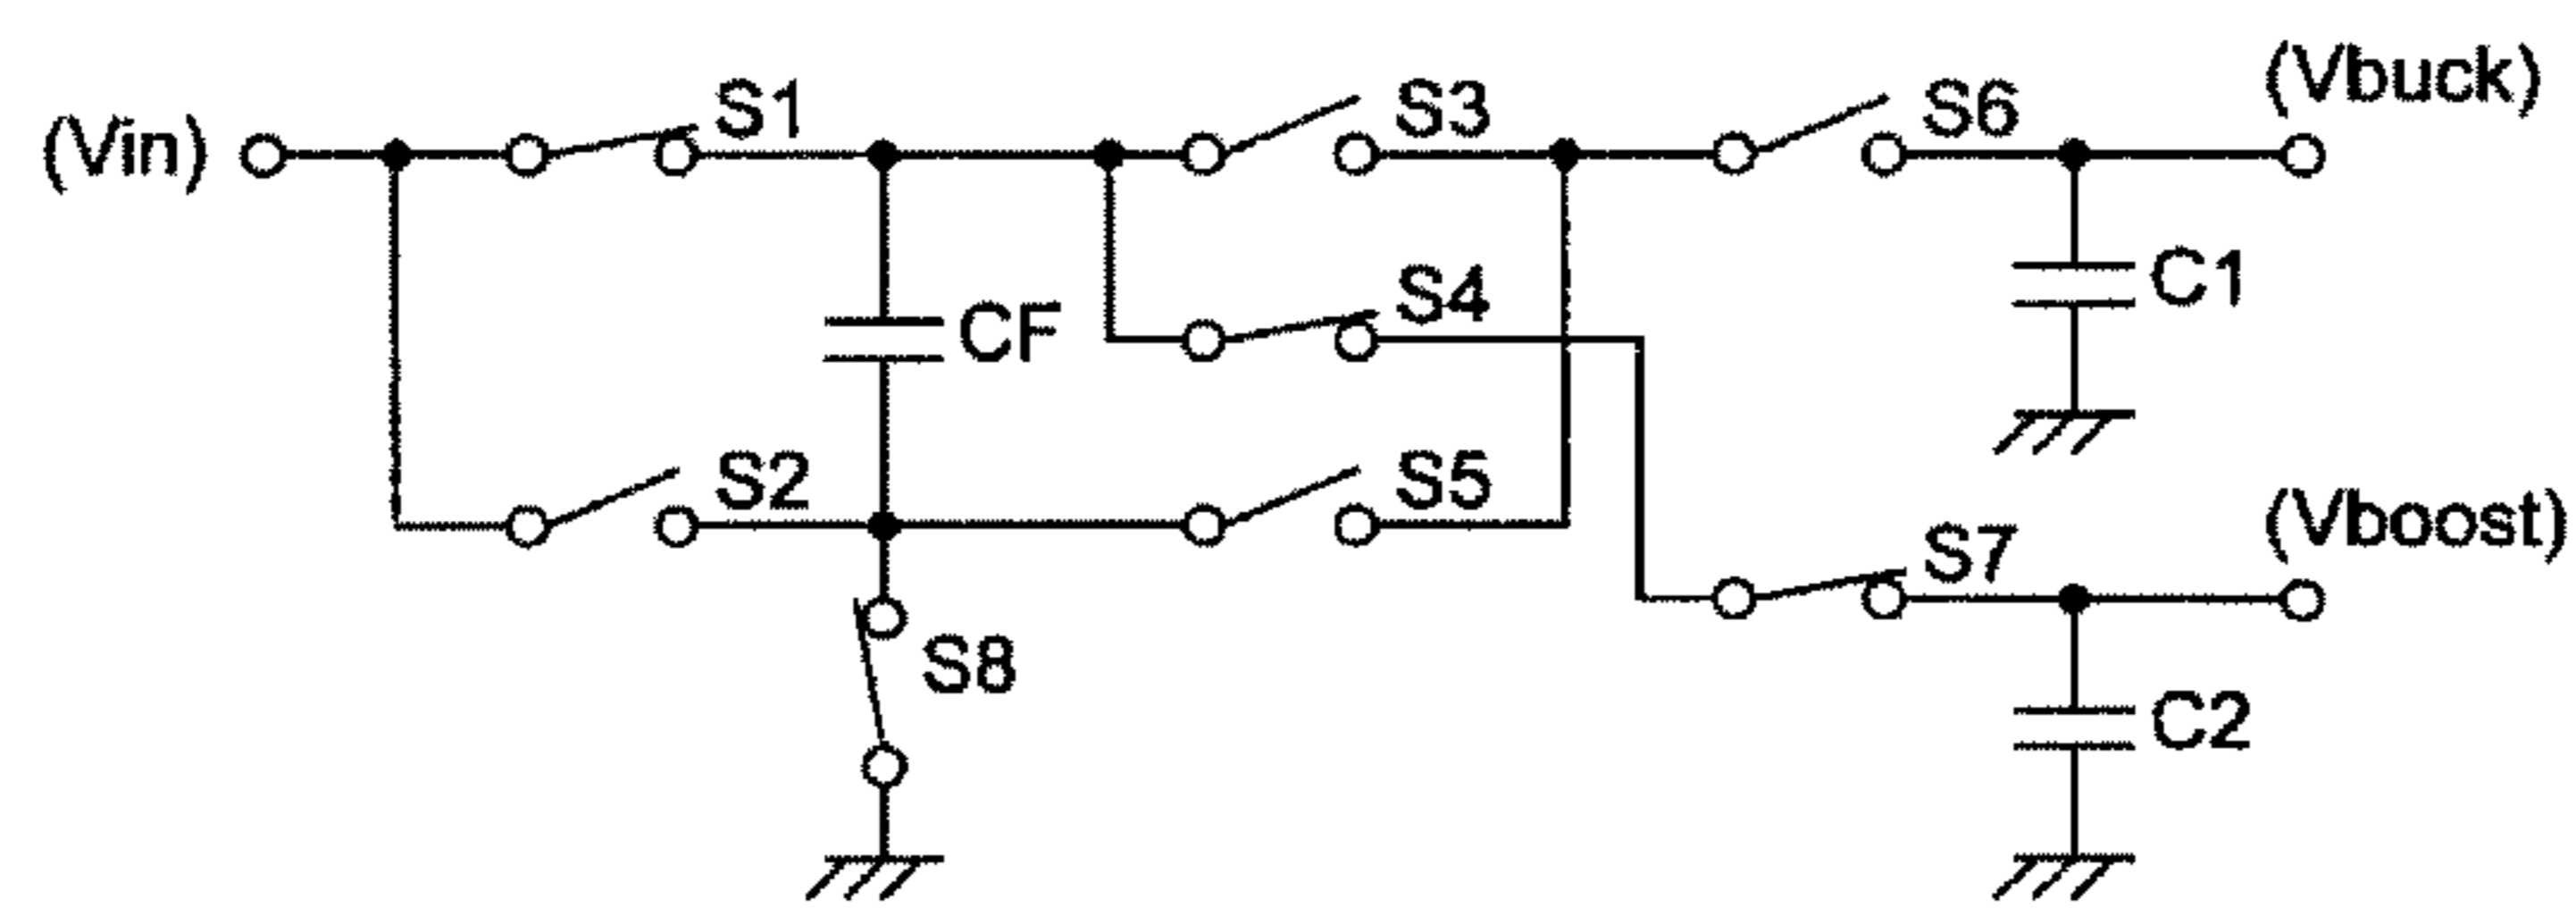 (Vin)
S1
S3
S6
(Vbuck)
CF
S4
C1
S2
S5
S7
(Vboost)
S8
C2